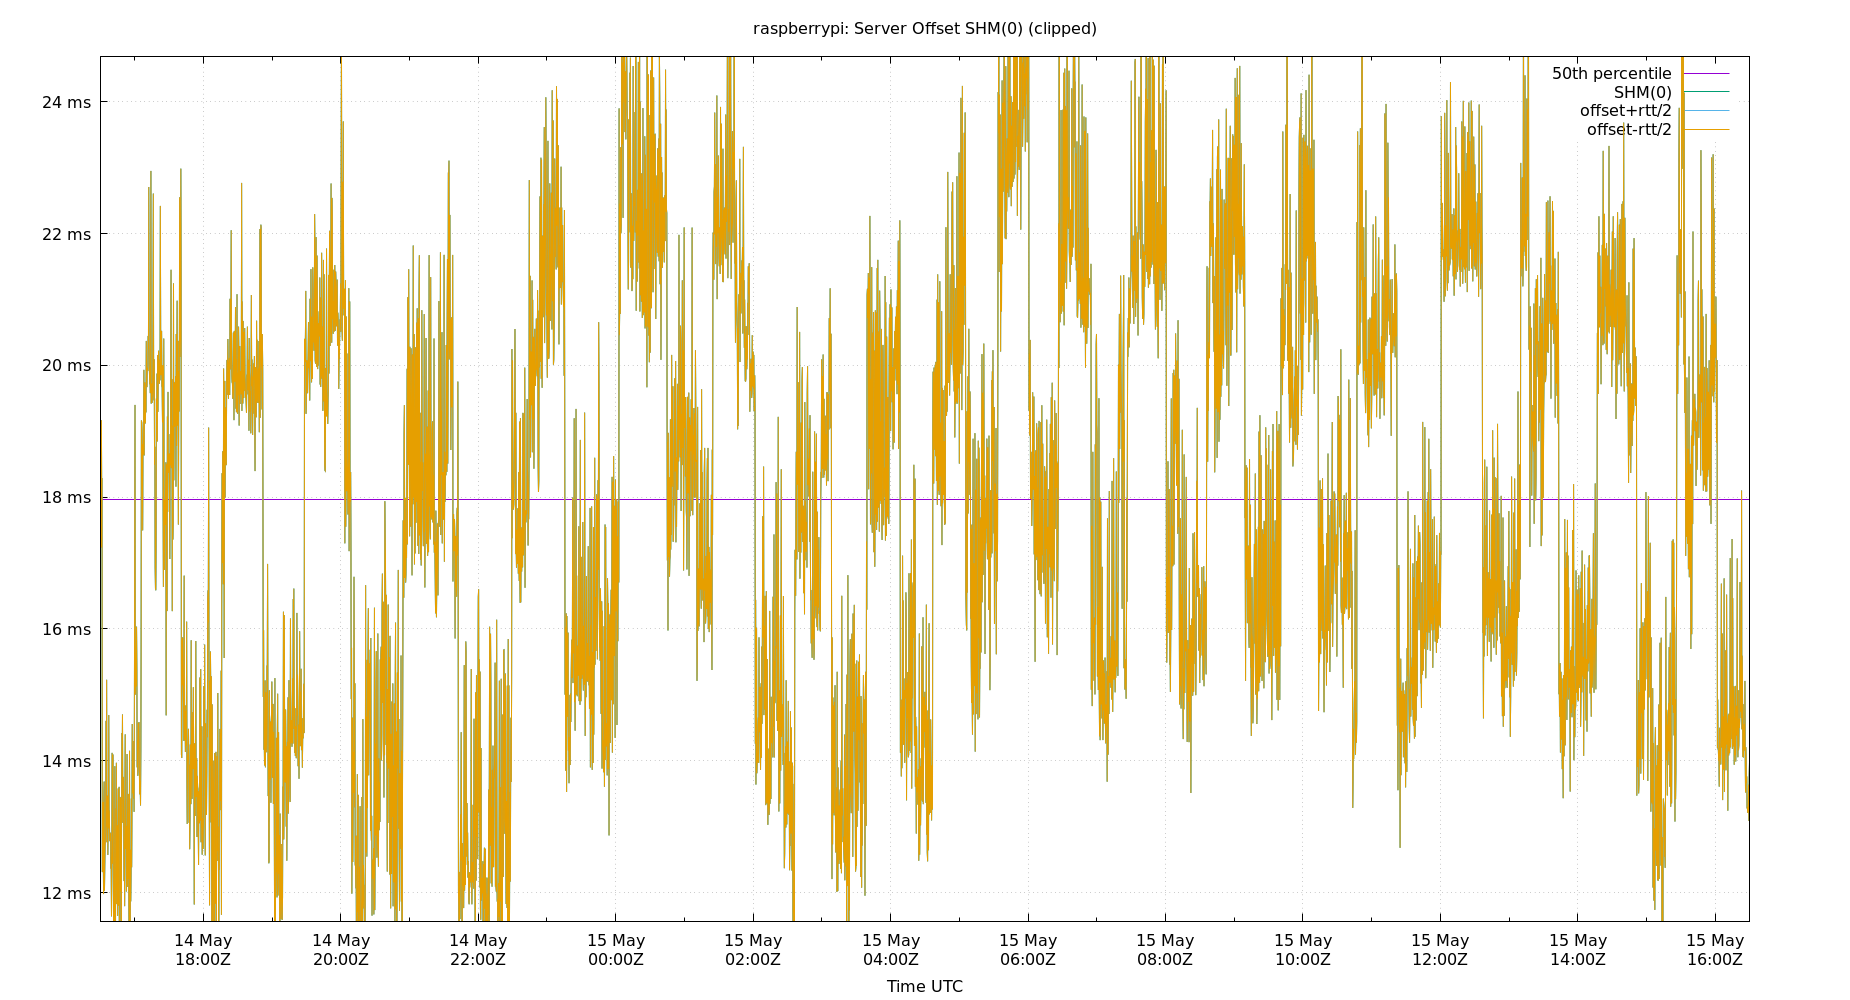 raspberrypi: Server Offset SHM(0) (clipped)
50th percentile
SHM(0)
offset+rtt/2
offset-rtt/2
24 ms
22 ms
20 ms
18 ms
16 ms
14 ms
12 ms
14 May 14 May 14 May 15 May 15 May 15 May 15 May 15 May 15 May 15 May 15 May 15 May
18:00Z 20:00Z 22:00Z 00:00Z 02:00Z 04:00Z 06:00Z 08:00Z 10:00Z 12:00Z 14:00Z 16:00Z
Time UTC